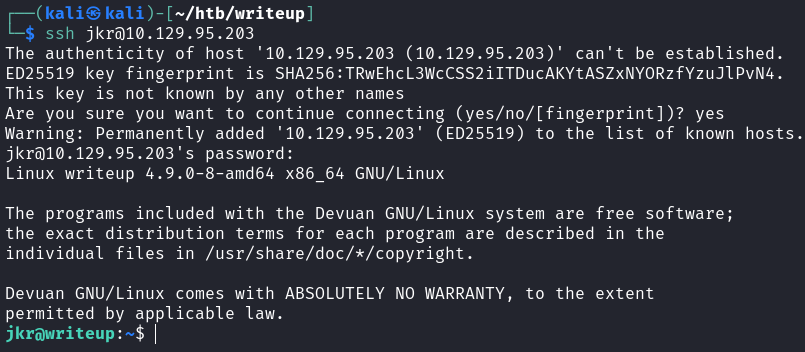 ┌──(kali㉿kali)-[~/htb/writeup]
└─$ ssh jkr@10.129.95.203
The authenticity of host '10.129.95.203 (10.129.95.203)' can't be established.
ED25519 key fingerprint is SHA256:TRwEhcL3WcCSS2iITDucAKYtASZxNYORzfYzuJlPvN4.
This key is not known by any other names
Are you sure you want to continue connecting (yes/no/[fingerprint])? yes
Warning: Permanently added '10.129.95.203' (ED25519) to the list of known hosts.
jkr@10.129.95.203's password:
Linux writeup 4.9.0-8-amd64 x86_64 GNU/Linux
The programs included with the Devuan GNU/Linux system are free software;
the exact distribution terms for each program are described in the
individual files in /usr/share/doc/*/copyright.
Devuan GNU/Linux comes with ABSOLUTELY NO WARRANTY, to the extent
permitted by applicable law.
jkr@writeup:~$